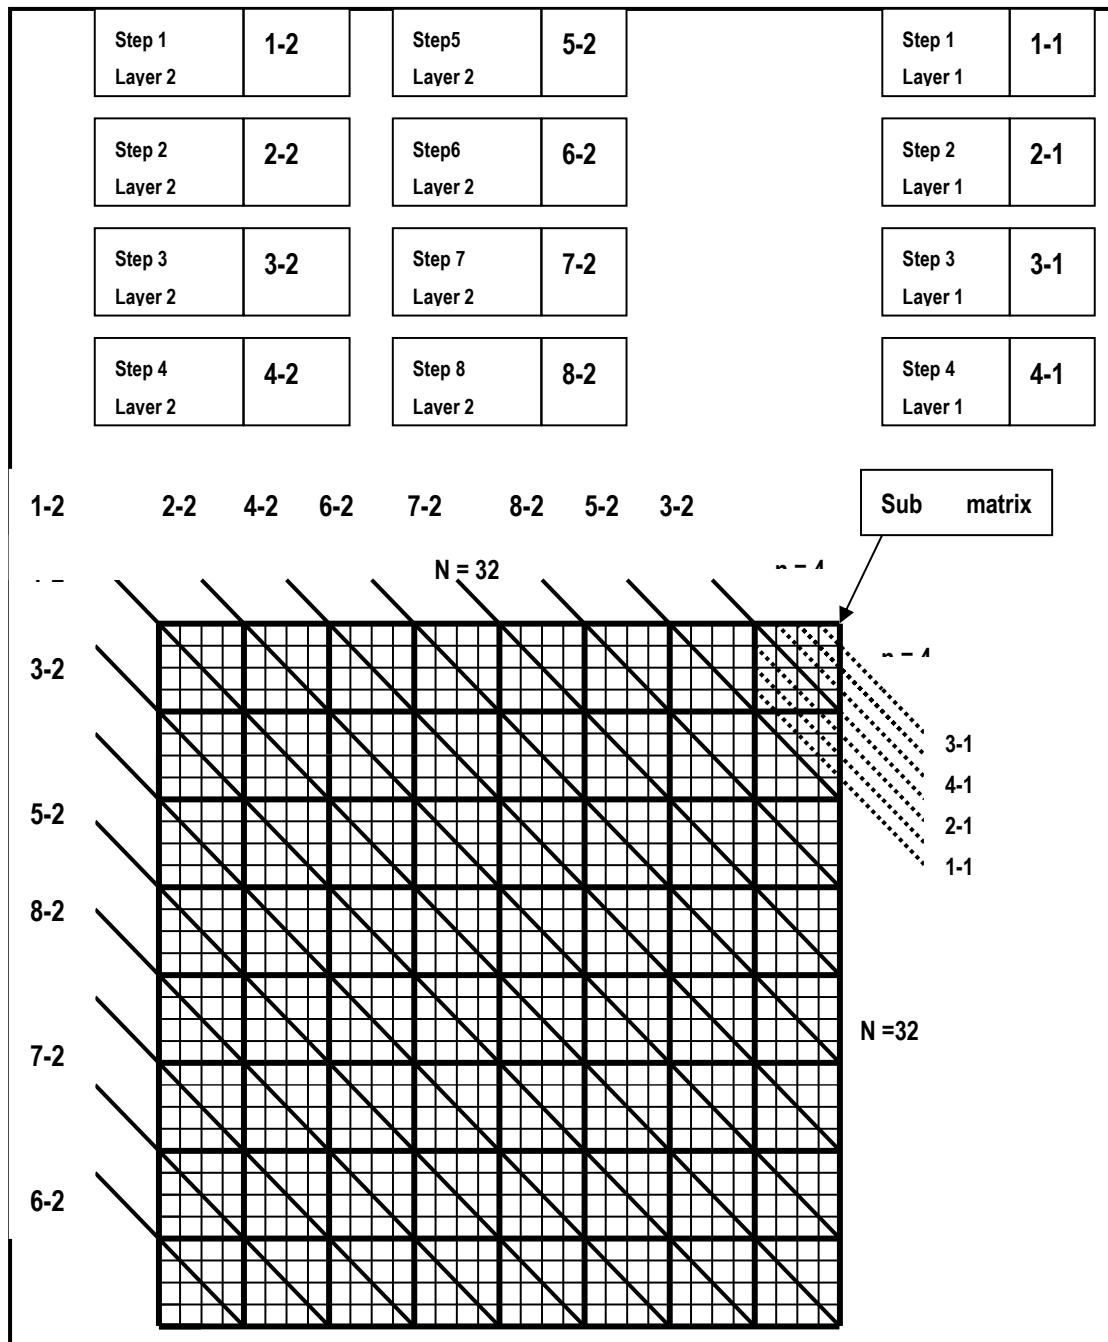 Step 1
Layer 2
1-2
Step5
Layer 2
5-2
Step 1
Layer 1
1-1
Step 2
Layer 2
2-2
Step6
Layer 2
6-2
Step 2
Layer 1
2-1
Step 3
Layer 2
3-2
Step 7
Layer 2
7-2
Step 3
Layer 1
3-1
Step 4
Layer 2
4-2
Step 8
Layer 2
8-2
Step 4
Layer 1
4-1
1-2 2-2 4-2 6-2 7-2 8-2 5-2 3-2
Sub matrix
N = 32
3-2
3-1
4-1
5-2
2-1
1-1
8-2
N =32
7-2
6-2